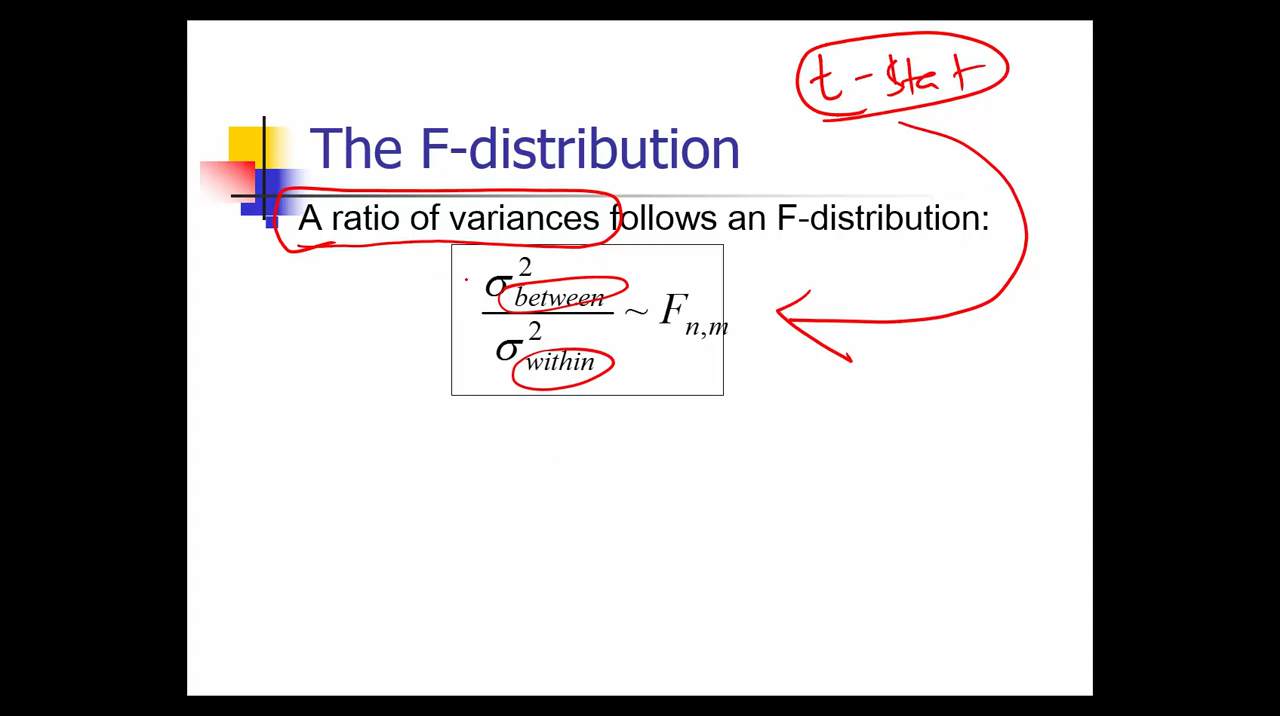 t - stat
The F-distribution
A ratio of variances follows an F-distribution:
σ²between / σ²within ~ Fn,m